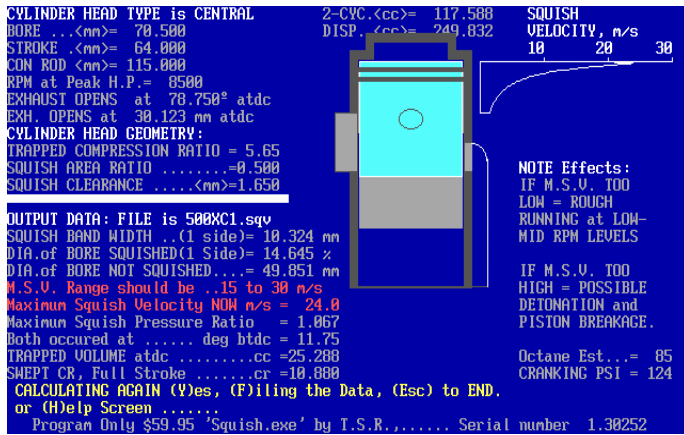 CYLINDER HEAD TYPE is CENTRAL
BORE ...<mm>= 70.500
STROKE .<mm>= 64.000
CON ROD <mm>= 115.000
RPM at Peak H.P.= 8500
EXHAUST OPENS at 78.750º atdc
EXH. OPENS at 30.123 mm atdc
CYLINDER HEAD GEOMETRY:
TRAPPED COMPRESSION RATIO = 5.65
SQUISH AREA RATIO ........=0.500
SQUISH CLEARANCE .....<mm>=1.650
2-CYC.<cc>= 117.588
DISP. <cc>= 249.832
SQUISH
VELOCITY, m/s
10 20 30
OUTPUT DATA: FILE is 500XC1.sqv
SQUISH BAND WIDTH ..(1 side)= 10.324 mm
DIA.of BORE SQUISHED(1 Side)= 14.645 %
DIA.of BORE NOT SQUISHED....= 49.851 mm
M.S.V. Range should be ..15 to 30 m/s
Maximum Squish Velocity NOW m/s = 24.0
Maximum Squish Pressure Ratio = 1.067
Both occured at ...... deg btdc = 11.75
TRAPPED VOLUME atdc .........cc =25.288
SWEPT CR, Full Stroke .......cr =10.880
NOTE Effects:
IF M.S.V. TOO
LOW = ROUGH
RUNNING at LOW-
MID RPM LEVELS
IF M.S.V. TOO
HIGH = POSSIBLE
DETONATION and
PISTON BREAKAGE.
Octane Est...= 85
CRANKING PSI = 124
CALCULATING AGAIN (Y)es, (F)iling the Data, (Esc) to END.
or (H)elp Screen .......
Program Only $59.95 'Squish.exe' by T.S.R.,...... Serial number 1.30252